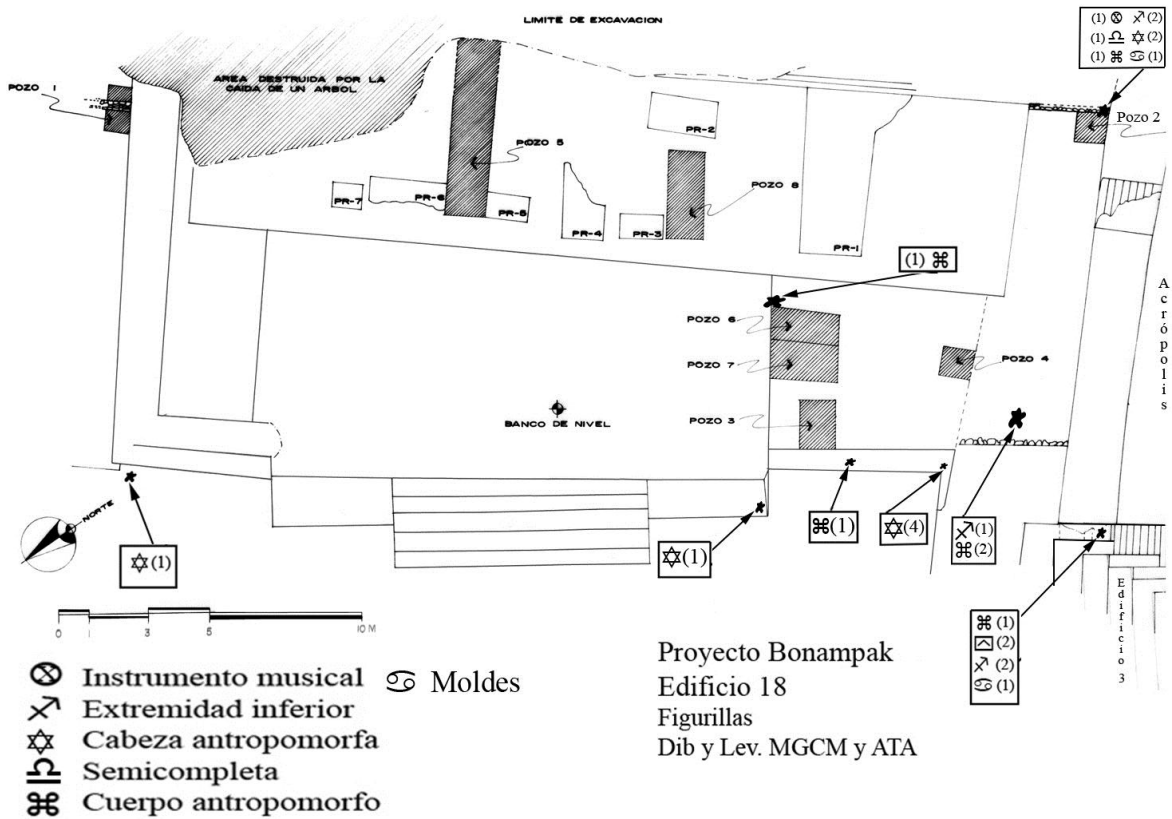 LIMITE DE EXCAVACION
(1) ⊗ ♐ (2)
(1) ♎ ✡ (2)
(1) ⌘ ♋ (1)
AREA DESTRUIDA POR LA
CAIDA DE UN ARBOL
POZO 1
Pozo 2
PR-2
POZO 5
POZO 8
PR-7
PR-6
PR-5
PR-4
PR-3
PR-1
(1) ⌘
Acrópolis
POZO 6
POZO 7
POZO 4
BANCO DE NIVEL
POZO 3
NORTE
✡ (1)
✡ (1)
⌘ (1)
✡ (4)
♐ (1)
⌘ (2)
Edificio 3
⌘ (1)
(2)
♐ (2)
♋ (1)
0 1 3 5 10 M
⊗ Instrumento musical
♋ Moldes
♐ Extremidad inferior
✡ Cabeza antropomorfa
♎ Semicompleta
⌘ Cuerpo antropomorfo
Proyecto Bonampak
Edificio 18
Figurillas
Dib y Lev. MGCM y ATA